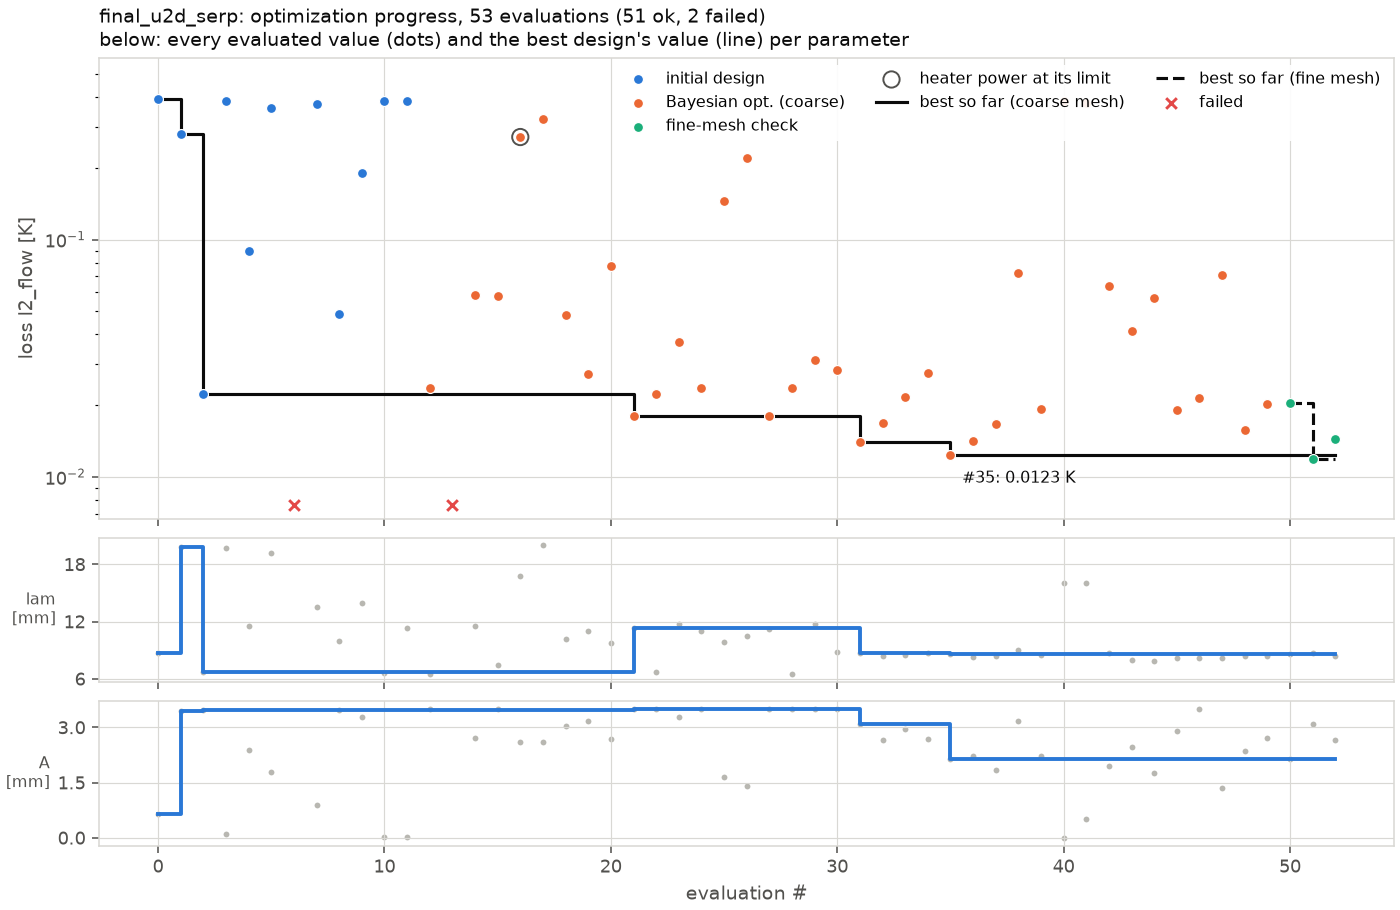 final_u2d_serp: optimization progress, 53 evaluations (51 ok, 2 failed)
below: every evaluated value (dots) and the best design's value (line) per parameter
initial design
Bayesian opt. (coarse)
fine-mesh check
heater power at its limit
best so far (coarse mesh)
best so far (fine mesh)
failed
loss l2_flow [K]
10⁻¹
10⁻²
#35: 0.0123 K
lam
[mm]
18
12
6
A
[mm]
3.0
1.5
0.0
0 10 20 30 40 50
evaluation #